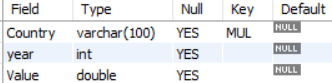 Field Type Null Key Default
Country varchar(100) YES MUL NULL
year int YES NULL
Value double YES NULL